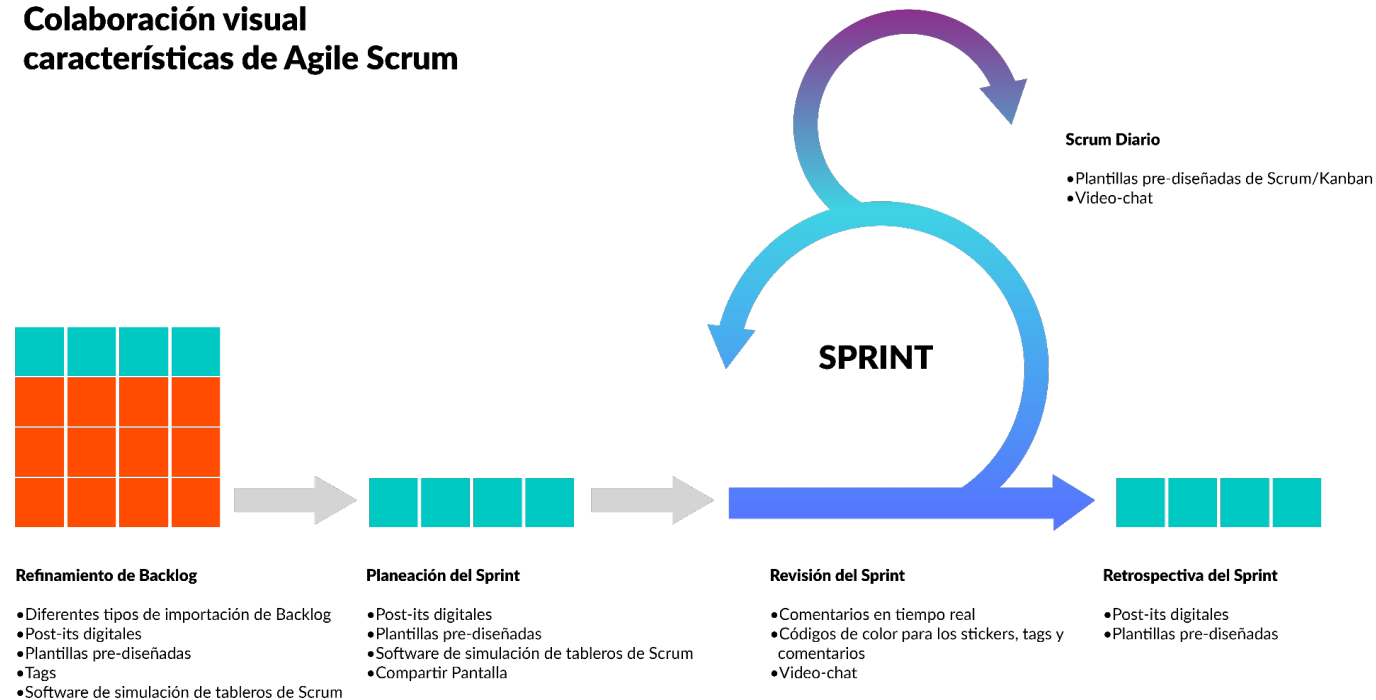 Colaboración visual
características de Agile Scrum
Scrum Diario
•Plantillas pre-diseñadas de Scrum/Kanban
•Video-chat
SPRINT
Refinamiento de Backlog
•Diferentes tipos de importación de Backlog
•Post-its digitales
•Plantillas pre-diseñadas
•Tags
•Software de simulación de tableros de Scrum
Planeación del Sprint
•Post-its digitales
•Plantillas pre-diseñadas
•Software de simulación de tableros de Scrum
•Compartir Pantalla
Revisión del Sprint
•Comentarios en tiempo real
•Códigos de color para los stickers, tags y
comentarios
•Video-chat
Retrospectiva del Sprint
•Post-its digitales
•Plantillas pre-diseñadas